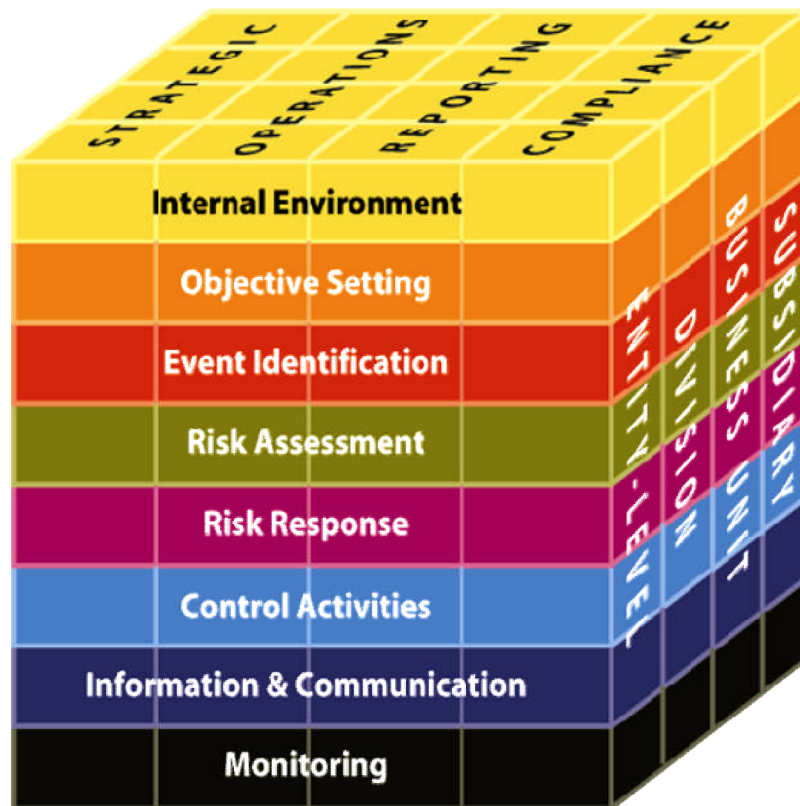 STRATEGIC
OPERATIONS
REPORTING
COMPLIANCE
Internal Environment
Objective Setting
Event Identification
Risk Assessment
Risk Response
Control Activities
Information & Communication
Monitoring
ENTITY-LEVEL
DIVISION
BUSINESS UNIT
SUBSIDIARY